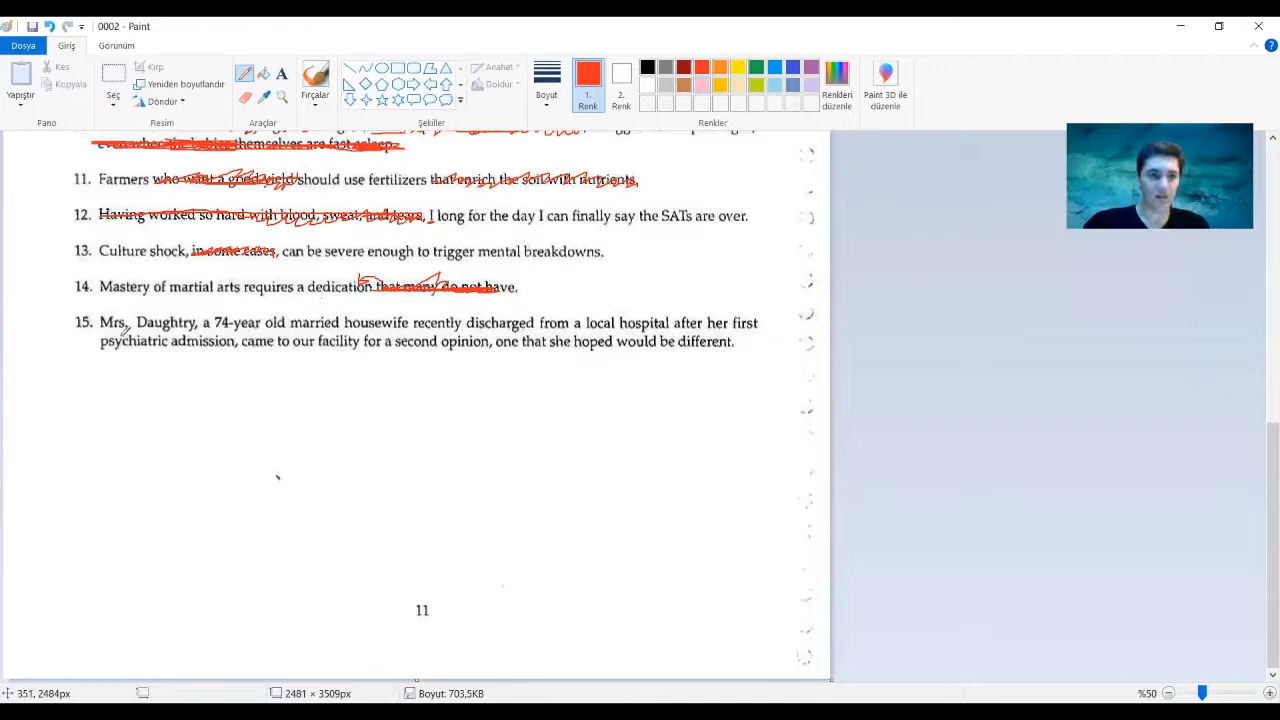 0002 - Paint
Dosya Giriş Görünüm
Yapıştır
Kes
Kopyala
Pano
Seç
Kırp
Yeniden boyutlandır
Döndür
Resim
A
Araçlar
Fırçalar
Anahat
Doldur
Şekiller
Boyut
1. Renk
2. Renk
Renkler
Renkleri düzenle
Paint 3D ile düzenle
themselves are fast asleep.
11. Farmers who want a good yield should use fertilizers that enrich the soil with nutrients.
12. Having worked so hard with blood, sweat, and tears, I long for the day I can finally say the SATs are over.
13. Culture shock, in some cases, can be severe enough to trigger mental breakdowns.
14. Mastery of martial arts requires a dedication that many do not have.
15. Mrs. Daughtry, a 74-year old married housewife recently discharged from a local hospital after her first
psychiatric admission, came to our facility for a second opinion, one that she hoped would be different.
11
351, 2484px 2481 × 3509px Boyut: 703,5KB %50